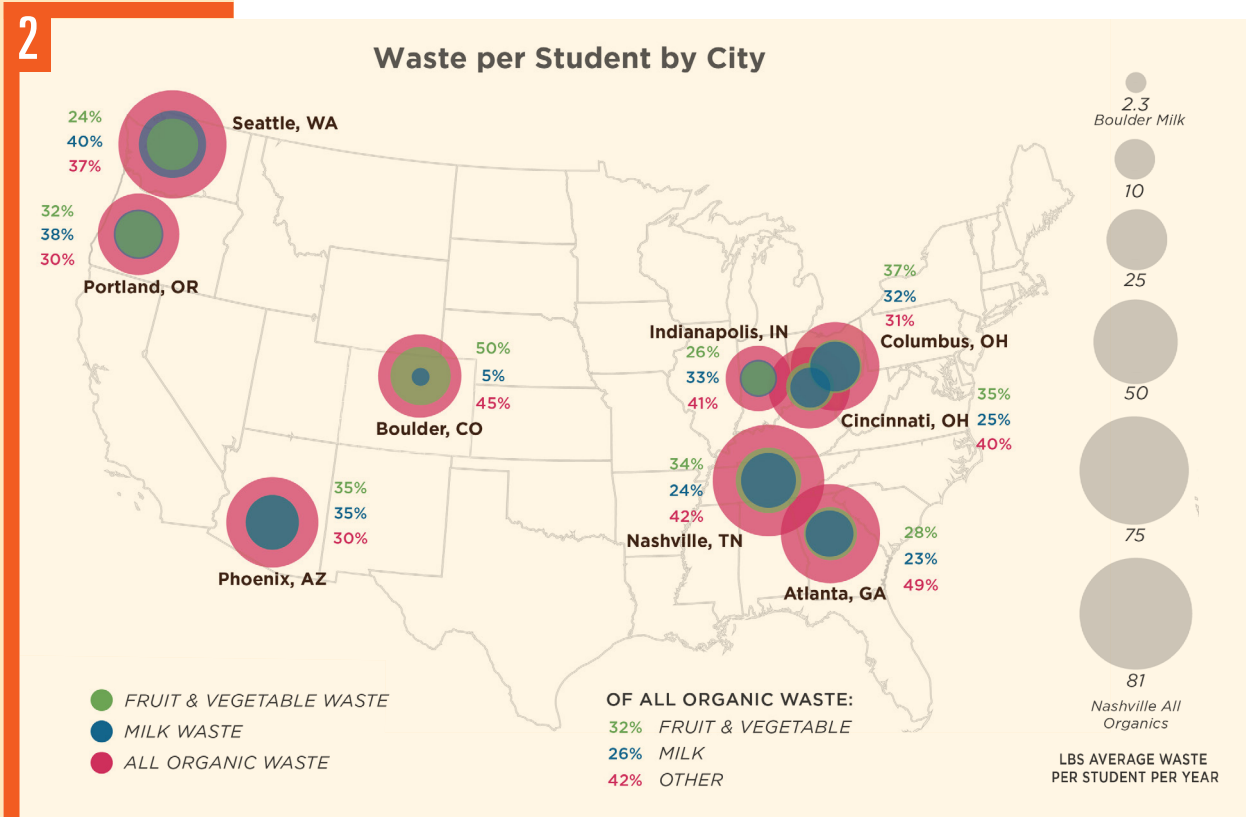 2
Waste per Student by City
24%
40%
37%
Seattle, WA
32%
38%
30%
Portland, OR
50%
5%
45%
Boulder, CO
35%
35%
30%
Phoenix, AZ
Indianapolis, IN
26%
33%
41%
37%
32%
31%
Columbus, OH
35%
25%
40%
Cincinnati, OH
34%
24%
42%
Nashville, TN
28%
23%
49%
Atlanta, GA
2.3
Boulder Milk
10
25
50
75
81
Nashville All
Organics
LBS AVERAGE WASTE
PER STUDENT PER YEAR
FRUIT & VEGETABLE WASTE
MILK WASTE
ALL ORGANIC WASTE
OF ALL ORGANIC WASTE:
32% FRUIT & VEGETABLE
26% MILK
42% OTHER